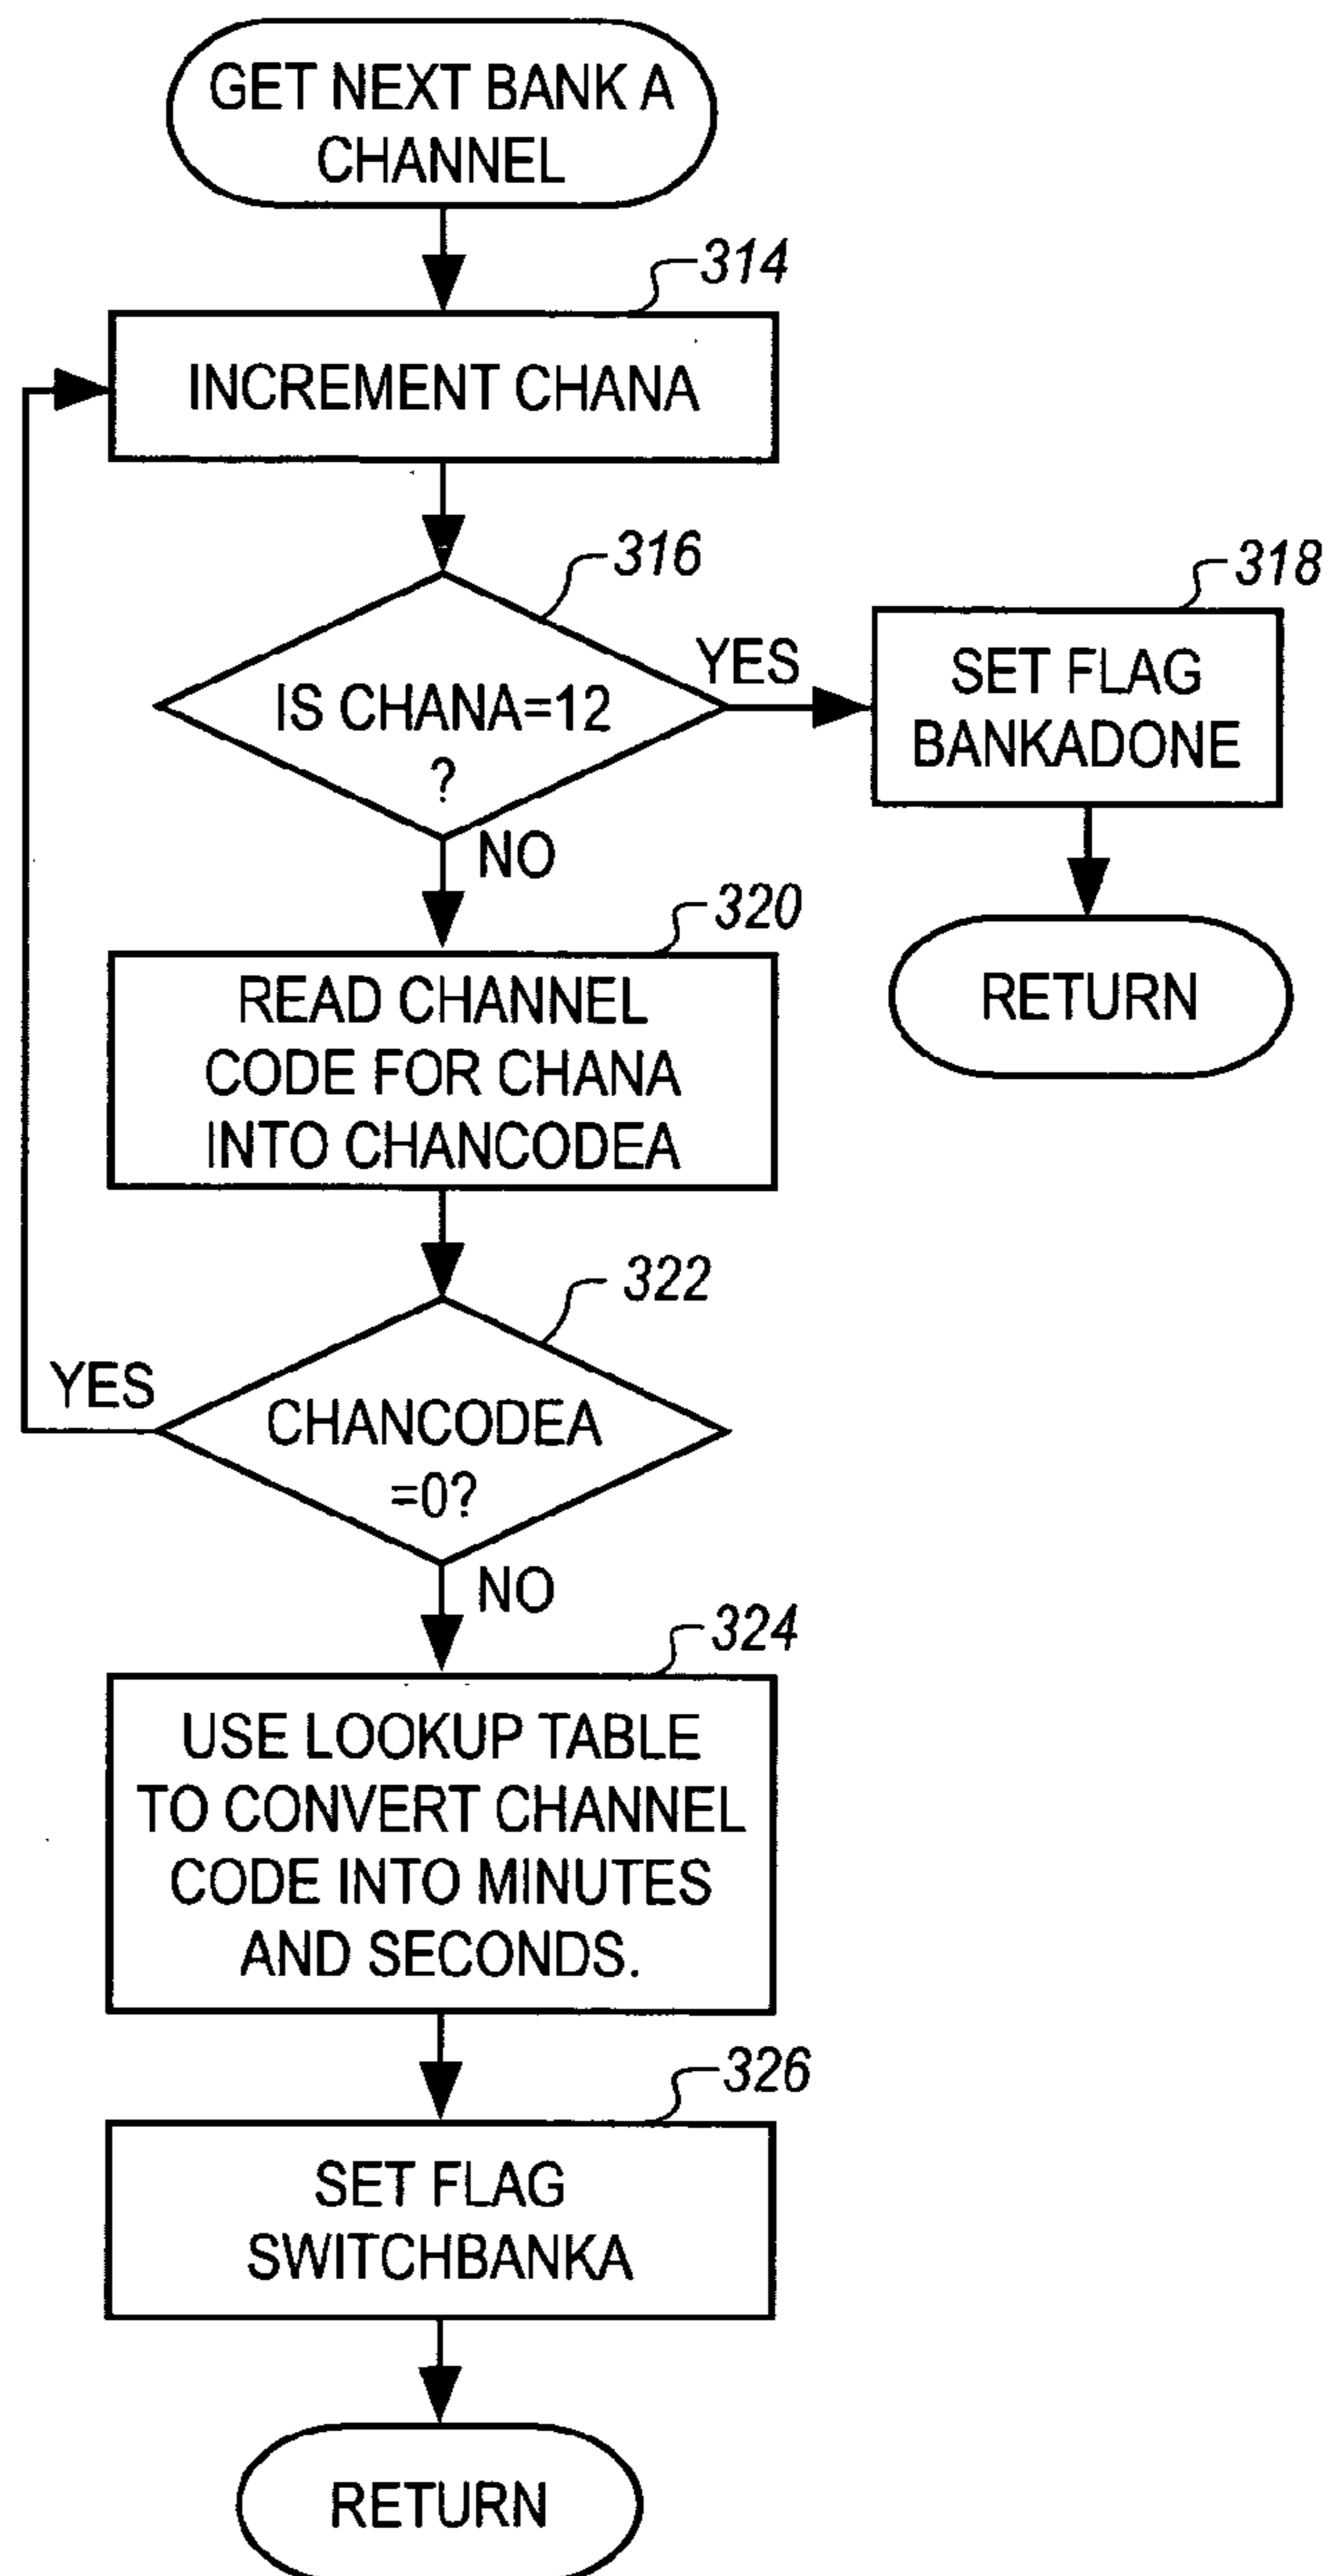 GET NEXT BANK A
CHANNEL
314
INCREMENT CHANA
316
IS CHANA=12
?
YES
318
SET FLAG
BANKADONE
RETURN
NO
320
READ CHANNEL
CODE FOR CHANA
INTO CHANCODEA
322
CHANCODEA
=0?
YES
NO
324
USE LOOKUP TABLE
TO CONVERT CHANNEL
CODE INTO MINUTES
AND SECONDS.
326
SET FLAG
SWITCHBANKA
RETURN